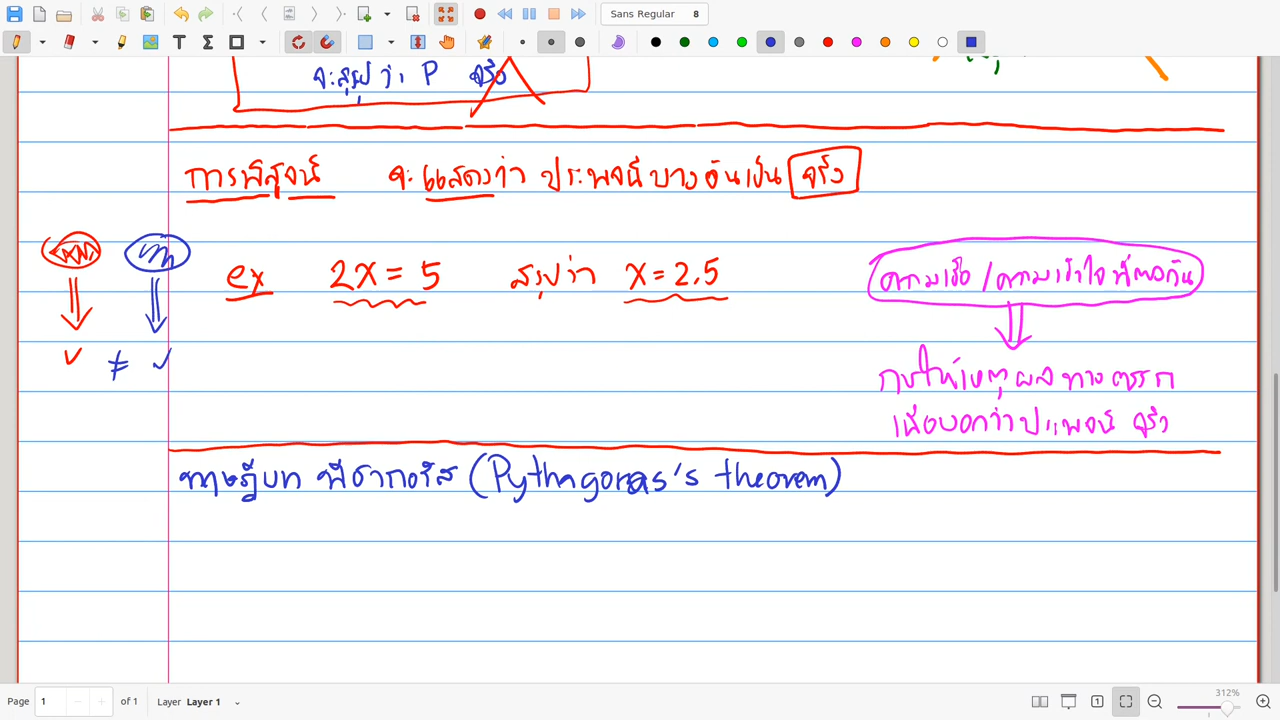 Sans Regular 8
จะสรุปว่า P จริง
การพิสูจน์ จะแสดงว่า ประพจน์บางอันเป็น จริง
ex 2x = 5 สรุปว่า x = 2.5
ความเชื่อ / ความเข้าใจที่ตรงกัน
≠
การให้เหตุผลทางตรรก
เพื่อบอกว่าประพจน์ จริง
ทฤษฎีบท พีธากอรัส (Pythagoras's theorem)
Page 1 of 1 Layer Layer 1 312%